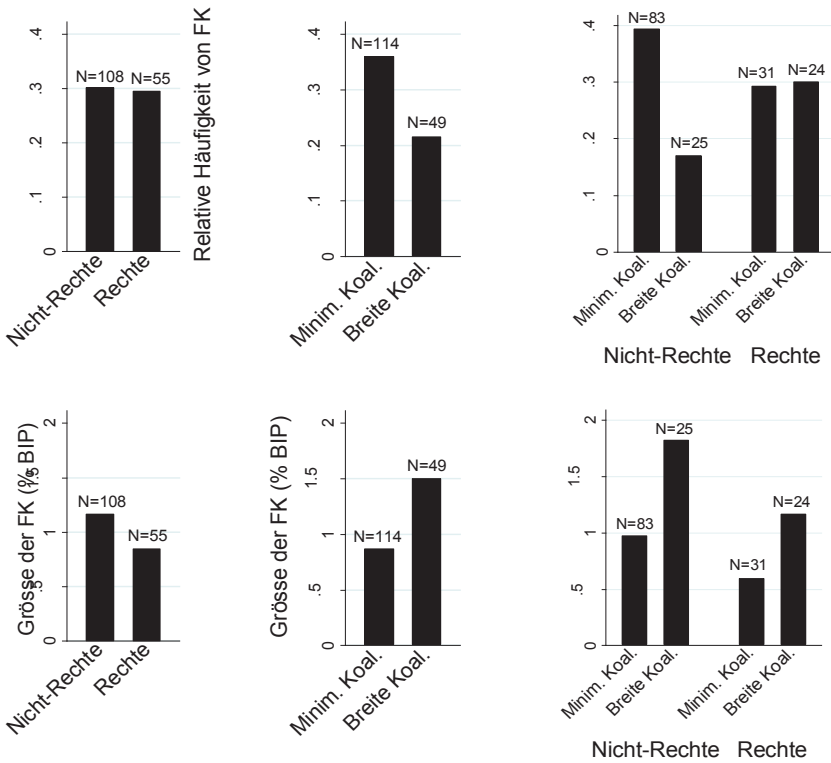 Relative Häufigkeit von FK
.4
.3
.2
.1
0
N=108
N=55
Nicht-Rechte
Rechte
.4
.3
.2
.1
0
N=114
N=49
Minim. Koal.
Breite Koal.
.4
.3
.2
.1
0
N=83
N=25
N=31
N=24
Minim. Koal.
Breite Koal.
Minim. Koal.
Breite Koal.
Nicht-Rechte Rechte
Grösse der FK (% BIP)
2
1.5
1
.5
0
N=108
N=55
Nicht-Rechte
Rechte
Grösse der FK (% BIP)
2
1.5
1
.5
0
N=114
N=49
Minim. Koal.
Breite Koal.
2
1.5
1
.5
0
N=83
N=25
N=31
N=24
Minim. Koal.
Breite Koal.
Minim. Koal.
Breite Koal.
Nicht-Rechte Rechte